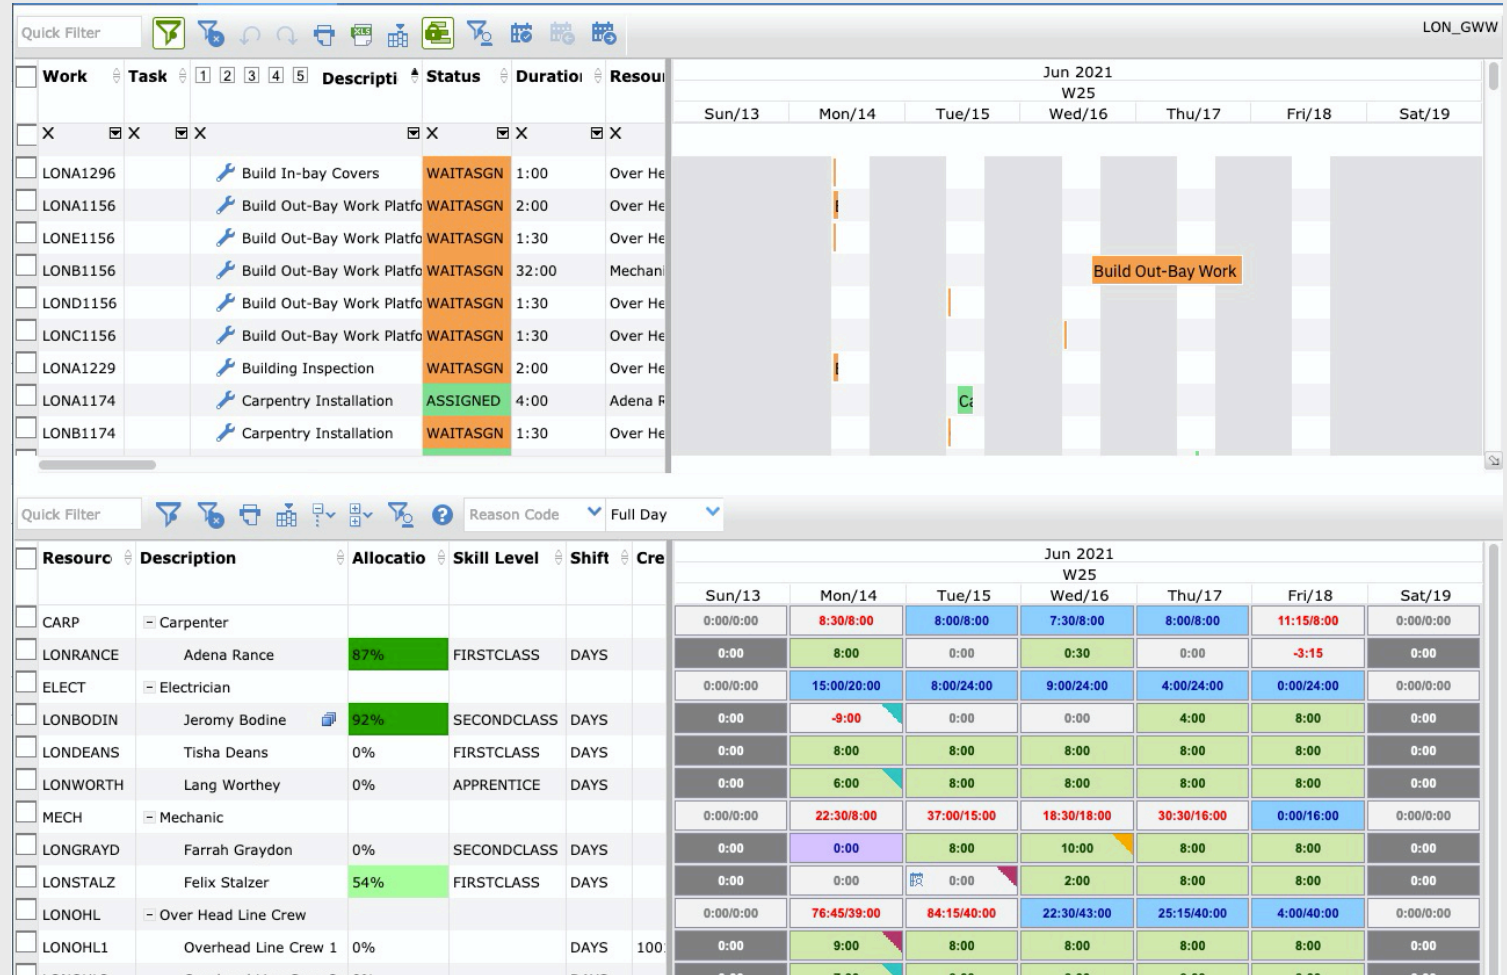 Quick Filter XLS LON_GWW
Work Task 1 2 3 4 5 Descripti Status Duration Resou Jun 2021
W25
Sun/13 Mon/14 Tue/15 Wed/16 Thu/17 Fri/18 Sat/19
X X X X X X
LONA1296 Build In-bay Covers WAITASGN 1:00 Over He
LONA1156 Build Out-Bay Work Platfo WAITASGN 2:00 Over He
LONE1156 Build Out-Bay Work Platfo WAITASGN 1:30 Over He
LONB1156 Build Out-Bay Work Platfo WAITASGN 32:00 Mechani Build Out-Bay Work
LOND1156 Build Out-Bay Work Platfo WAITASGN 1:30 Over He
LONC1156 Build Out-Bay Work Platfo WAITASGN 1:30 Over He
LONA1229 Building Inspection WAITASGN 2:00 Over He
LONA1174 Carpentry Installation ASSIGNED 4:00 Adena R Ca
LONB1174 Carpentry Installation WAITASGN 1:30 Over He
Quick Filter ? Reason Code Full Day
Resourc Description Allocatio Skill Level Shift Cre Jun 2021
W25
Sun/13 Mon/14 Tue/15 Wed/16 Thu/17 Fri/18 Sat/19
CARP Carpenter 0:00/0:00 8:30/8:00 8:00/8:00 7:30/8:00 8:00/8:00 11:15/8:00 0:00/0:00
LONRANCE Adena Rance 87% FIRSTCLASS DAYS 0:00 8:00 0:00 0:30 0:00 -3:15 0:00
ELECT Electrician 0:00/0:00 15:00/20:00 8:00/24:00 9:00/24:00 4:00/24:00 0:00/24:00 0:00/0:00
LONBODIN Jeromy Bodine 92% SECONDCLASS DAYS 0:00 -9:00 0:00 0:00 4:00 8:00 0:00
LONDEANS Tisha Deans 0% FIRSTCLASS DAYS 0:00 8:00 8:00 8:00 8:00 8:00 0:00
LONWORTH Lang Worthey 0% APPRENTICE DAYS 0:00 6:00 8:00 8:00 8:00 8:00 0:00
MECH Mechanic 0:00/0:00 22:30/8:00 37:00/15:00 18:30/18:00 30:30/16:00 0:00/16:00 0:00/0:00
LONGRAYD Farrah Graydon 0% SECONDCLASS DAYS 0:00 0:00 8:00 10:00 8:00 8:00 0:00
LONSTALZ Felix Stalzer 54% FIRSTCLASS DAYS 0:00 0:00 0:00 2:00 8:00 8:00 0:00
LONOHL Over Head Line Crew 0:00/0:00 76:45/39:00 84:15/40:00 22:30/43:00 25:15/40:00 4:00/40:00 0:00/0:00
LONOHL1 Overhead Line Crew 1 0% DAYS 100 0:00 9:00 8:00 8:00 8:00 8:00 0:00